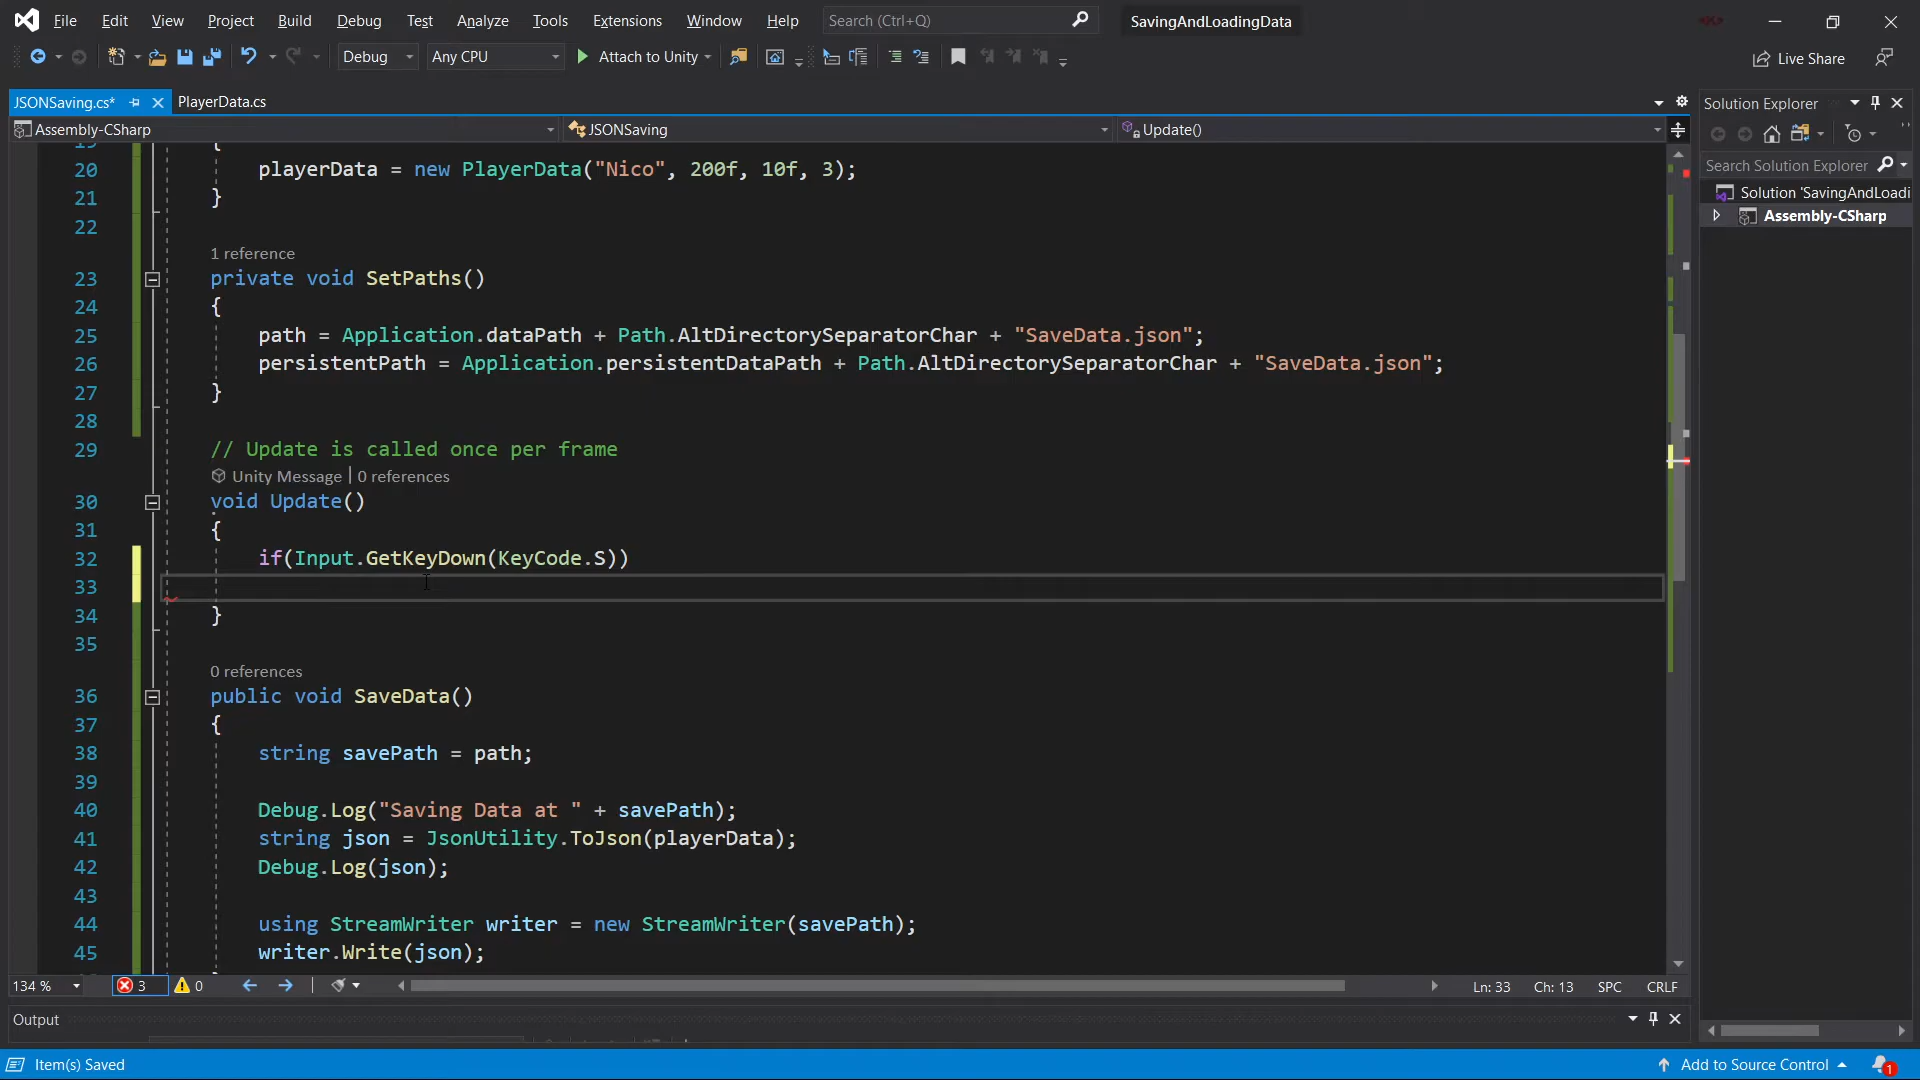 File Edit View Project Build Debug Test Analyze Tools Extensions Window Help Search (Ctrl+Q) SavingAndLoadingData
Debug Any CPU Attach to Unity Live Share
JSONSaving.cs* PlayerData.cs Solution Explorer
Assembly-CSharp JSONSaving Update()
Search Solution Explorer
Solution 'SavingAndLoadi
Assembly-CSharp
19 {
20 playerData = new PlayerData("Nico", 200f, 10f, 3);
21 }
22
1 reference
23 private void SetPaths()
24 {
25 path = Application.dataPath + Path.AltDirectorySeparatorChar + "SaveData.json";
26 persistentPath = Application.persistentDataPath + Path.AltDirectorySeparatorChar + "SaveData.json";
27 }
28
29 // Update is called once per frame
Unity Message | 0 references
30 void Update()
31 {
32 if(Input.GetKeyDown(KeyCode.S))
33
34 }
35
0 references
36 public void SaveData()
37 {
38 string savePath = path;
39
40 Debug.Log("Saving Data at " + savePath);
41 string json = JsonUtility.ToJson(playerData);
42 Debug.Log(json);
43
44 using StreamWriter writer = new StreamWriter(savePath);
45 writer.Write(json);
134 % 3 0 Ln: 33 Ch: 13 SPC CRLF
Output
Item(s) Saved Add to Source Control 1